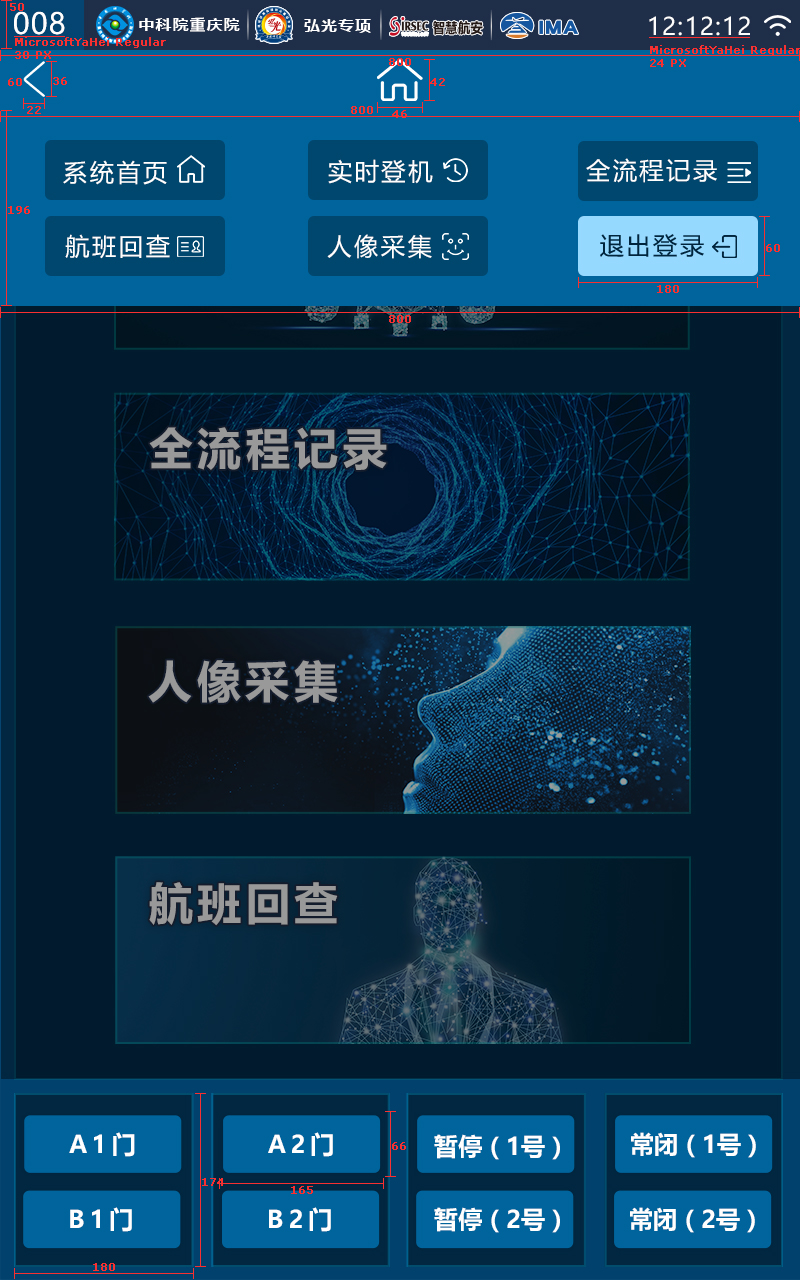 50
008 中科院重庆院 弘光专项 SiRSEC 智慧航安 IMA 12:12:12
MicrosoftYaHei Regular
30 PX
MicrosoftYaHei Regular
24 PX
60 36 22
800 42
800 46
196
系统首页 实时登机 全流程记录
航班回查 人像采集 退出登录
60
180
800
全流程记录
人像采集
航班回查
A1门 A2门 暂停(1号) 常闭(1号)
66
174 165
B1门 B2门 暂停(2号) 常闭(2号)
180